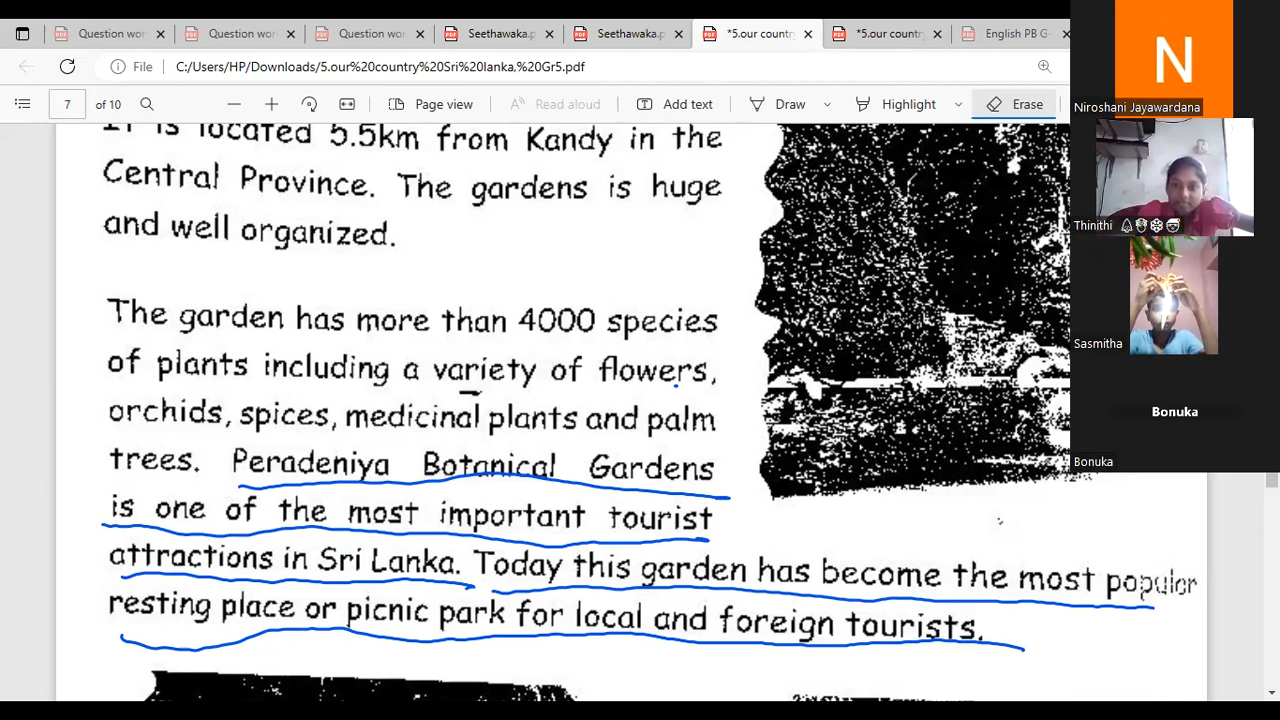 Question wor
Question wor
Question wor
Seethawaka.p
Seethawaka.p
*5.our countr
*5.our countr
English PB G-
File
C:/Users/HP/Downloads/5.our%20country%20Sri%20lanka,%20Gr5.pdf
7
of 10
Page view
Read aloud
Add text
Draw
Highlight
Erase
It is located 5.5km from Kandy in the
Central Province. The gardens is huge
and well organized.
The garden has more than 4000 species
of plants including a variety of flowers,
orchids, spices, medicinal plants and palm
trees. Peradeniya Botanical Gardens
is one of the most important tourist
attractions in Sri Lanka. Today this garden has become the most popular
resting place or picnic park for local and foreign tourists.
N
Niroshani Jayawardana
Thinithi
Sasmitha
Bonuka
Bonuka